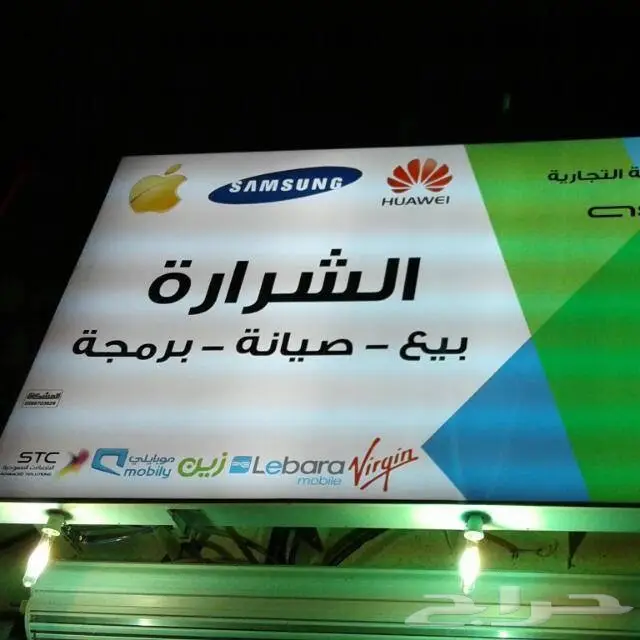 SAMSUNG
HUAWEI
التجارية
الشرارة
بيع - صيانة - برمجة
STC
موبايلي
mobily
زين
Lebara
mobile
Virgin
حراج